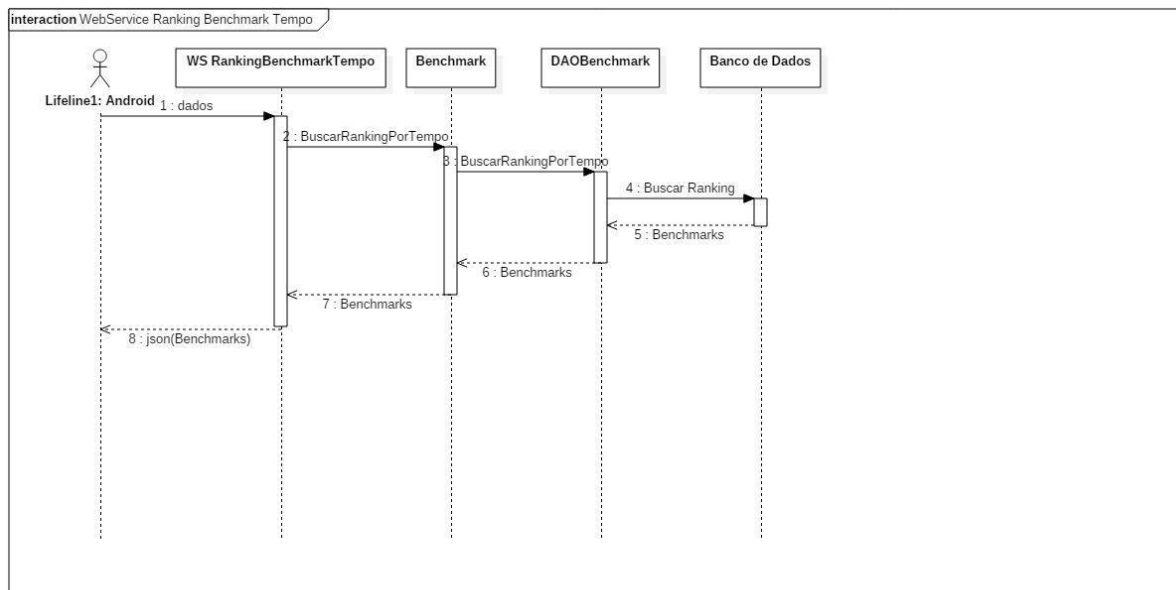 interaction WebService Ranking Benchmark Tempo
WS RankingBenchmarkTempo
Benchmark
DAOBenchmark
Banco de Dados
Lifeline1: Android
1 : dados
2 : BuscarRankingPorTempo
3 : BuscarRankingPorTempo
4 : Buscar Ranking
5 : Benchmarks
6 : Benchmarks
7 : Benchmarks
8 : json(Benchmarks)